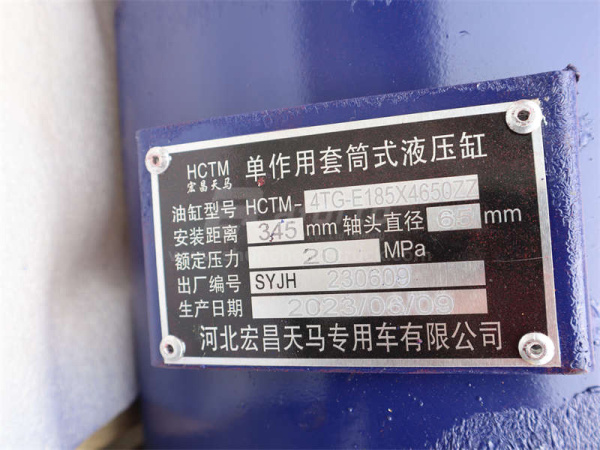 HCTM 单作用套筒式液压缸
宏昌天马
油缸型号 HCTM-4TG-E185X4650ZZ
安装距离 345 mm 轴头直径 65 mm
额定压力 20 MPa
出厂编号 SYJH 230609
生产日期 2023/06/09
河北宏昌天马专用车有限公司